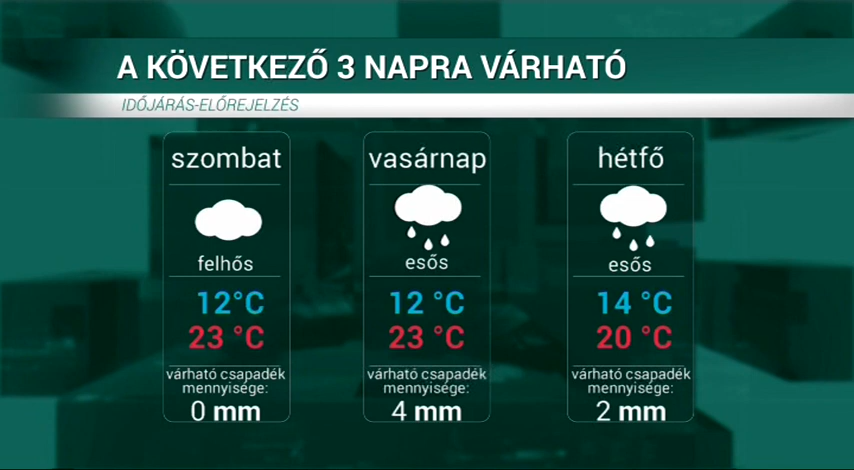 A KÖVETKEZŐ 3 NAPRA VÁRHATÓ
IDŐJÁRÁS-ELŐREJELZÉS
szombat
felhős
12°C
23 °C
várható csapadék
mennyisége:
0 mm
vasárnap
esős
12 °C
23 °C
várható csapadék
mennyisége:
4 mm
hétfő
esős
14 °C
20 °C
várható csapadék
mennyisége:
2 mm